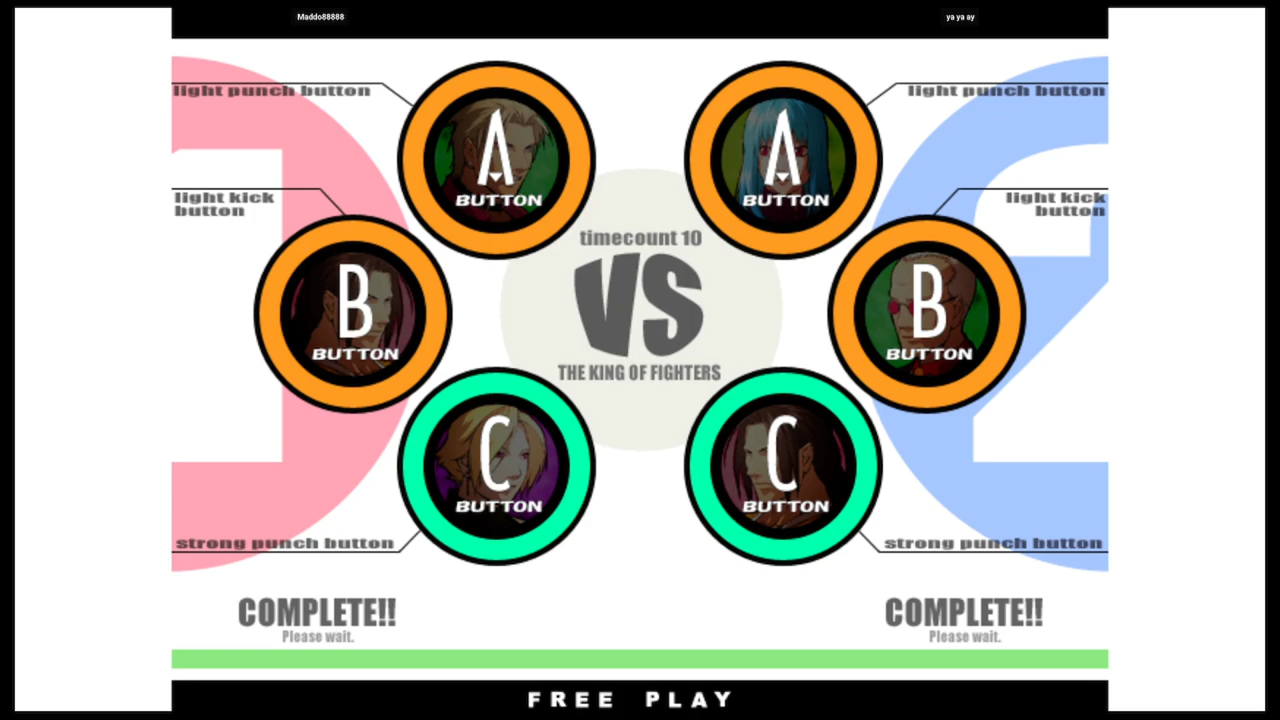 Maddo88888
ya ya ay
light punch button
A
BUTTON
A
BUTTON
light punch button
light kick
button
B
BUTTON
timecount 10
VS
THE KING OF FIGHTERS
light kick
button
B
BUTTON
C
BUTTON
C
BUTTON
strong punch button
strong punch button
COMPLETE!!
Please wait.
COMPLETE!!
Please wait.
FREE PLAY
1
2